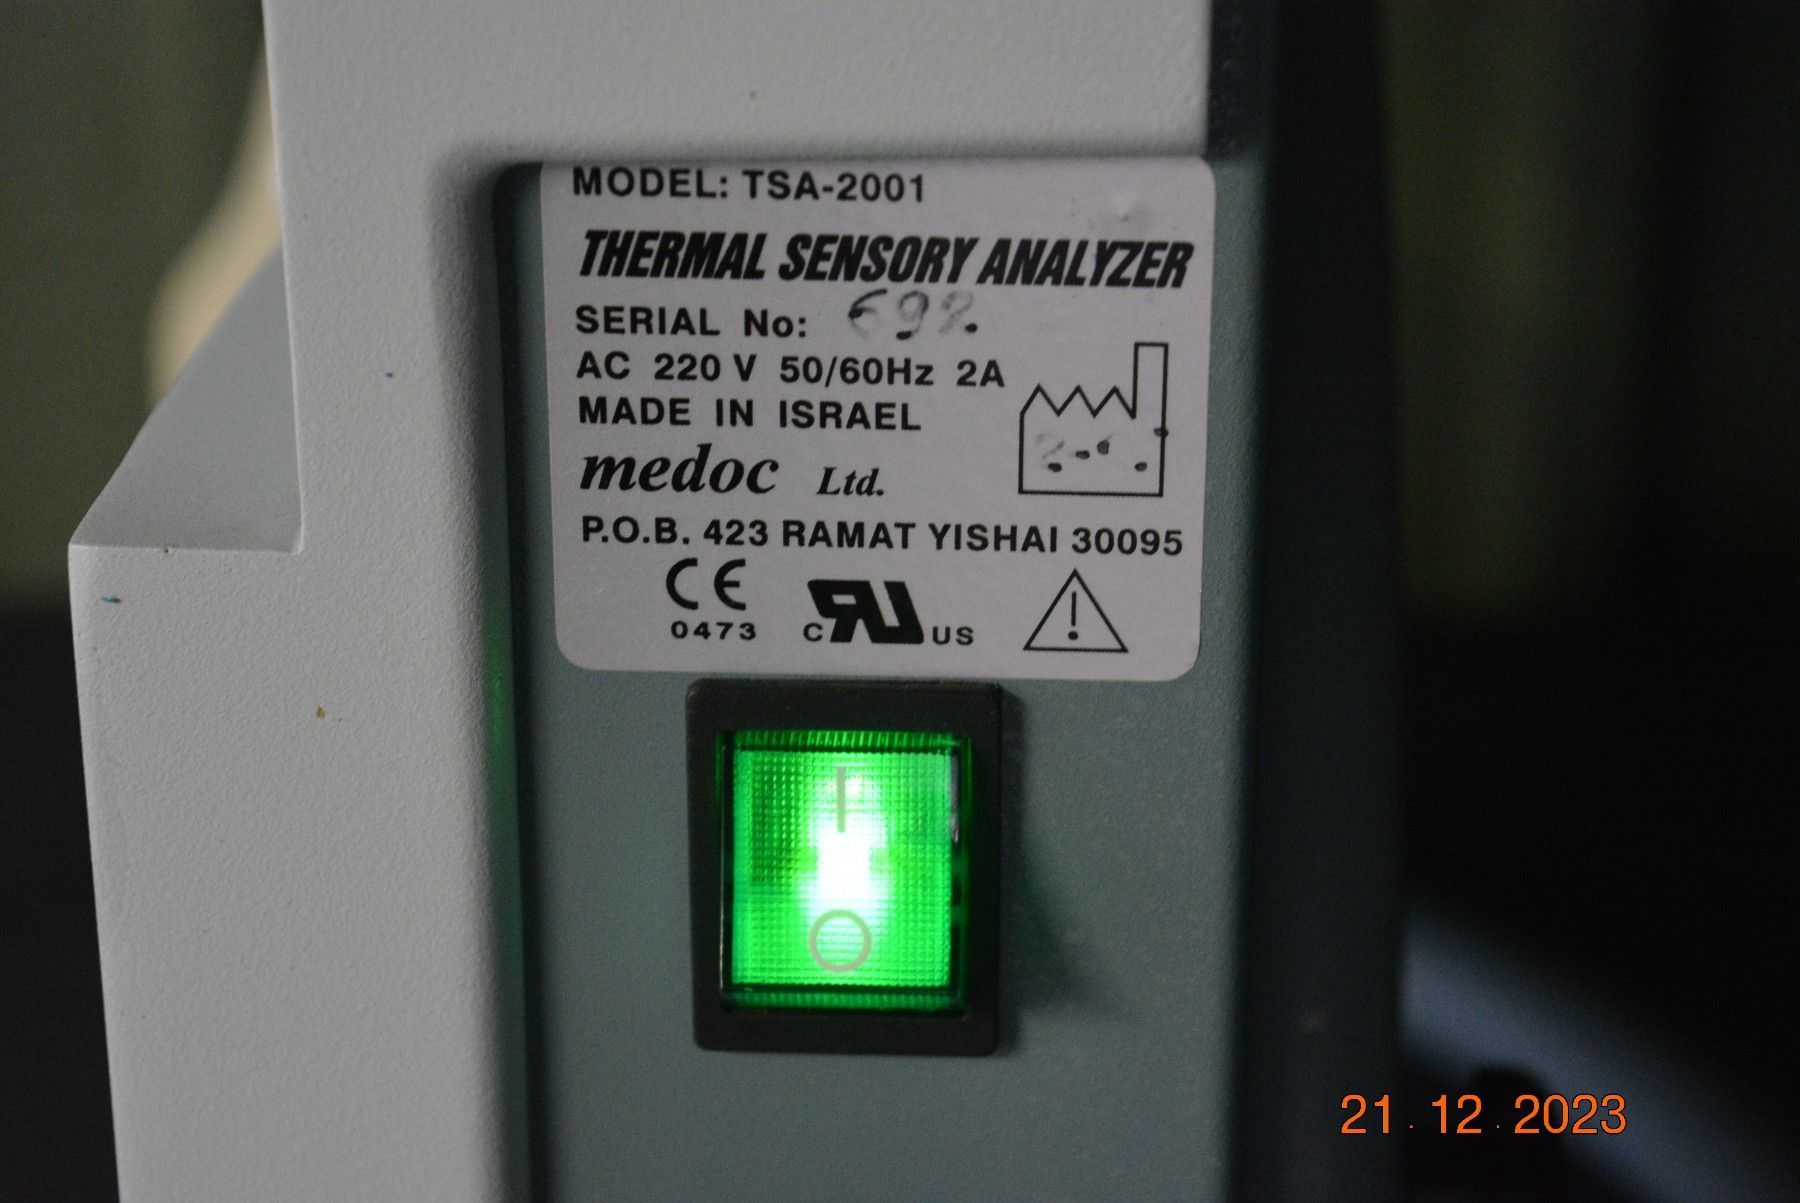 MODEL: TSA-2001
THERMAL SENSORY ANALYZER
SERIAL No:
AC 220 V 50/60Hz 2A
MADE IN ISRAEL
medoc Ltd.
P.O.B. 423 RAMAT YISHAI 30095
CE
0473
C RU US
21.12.2023